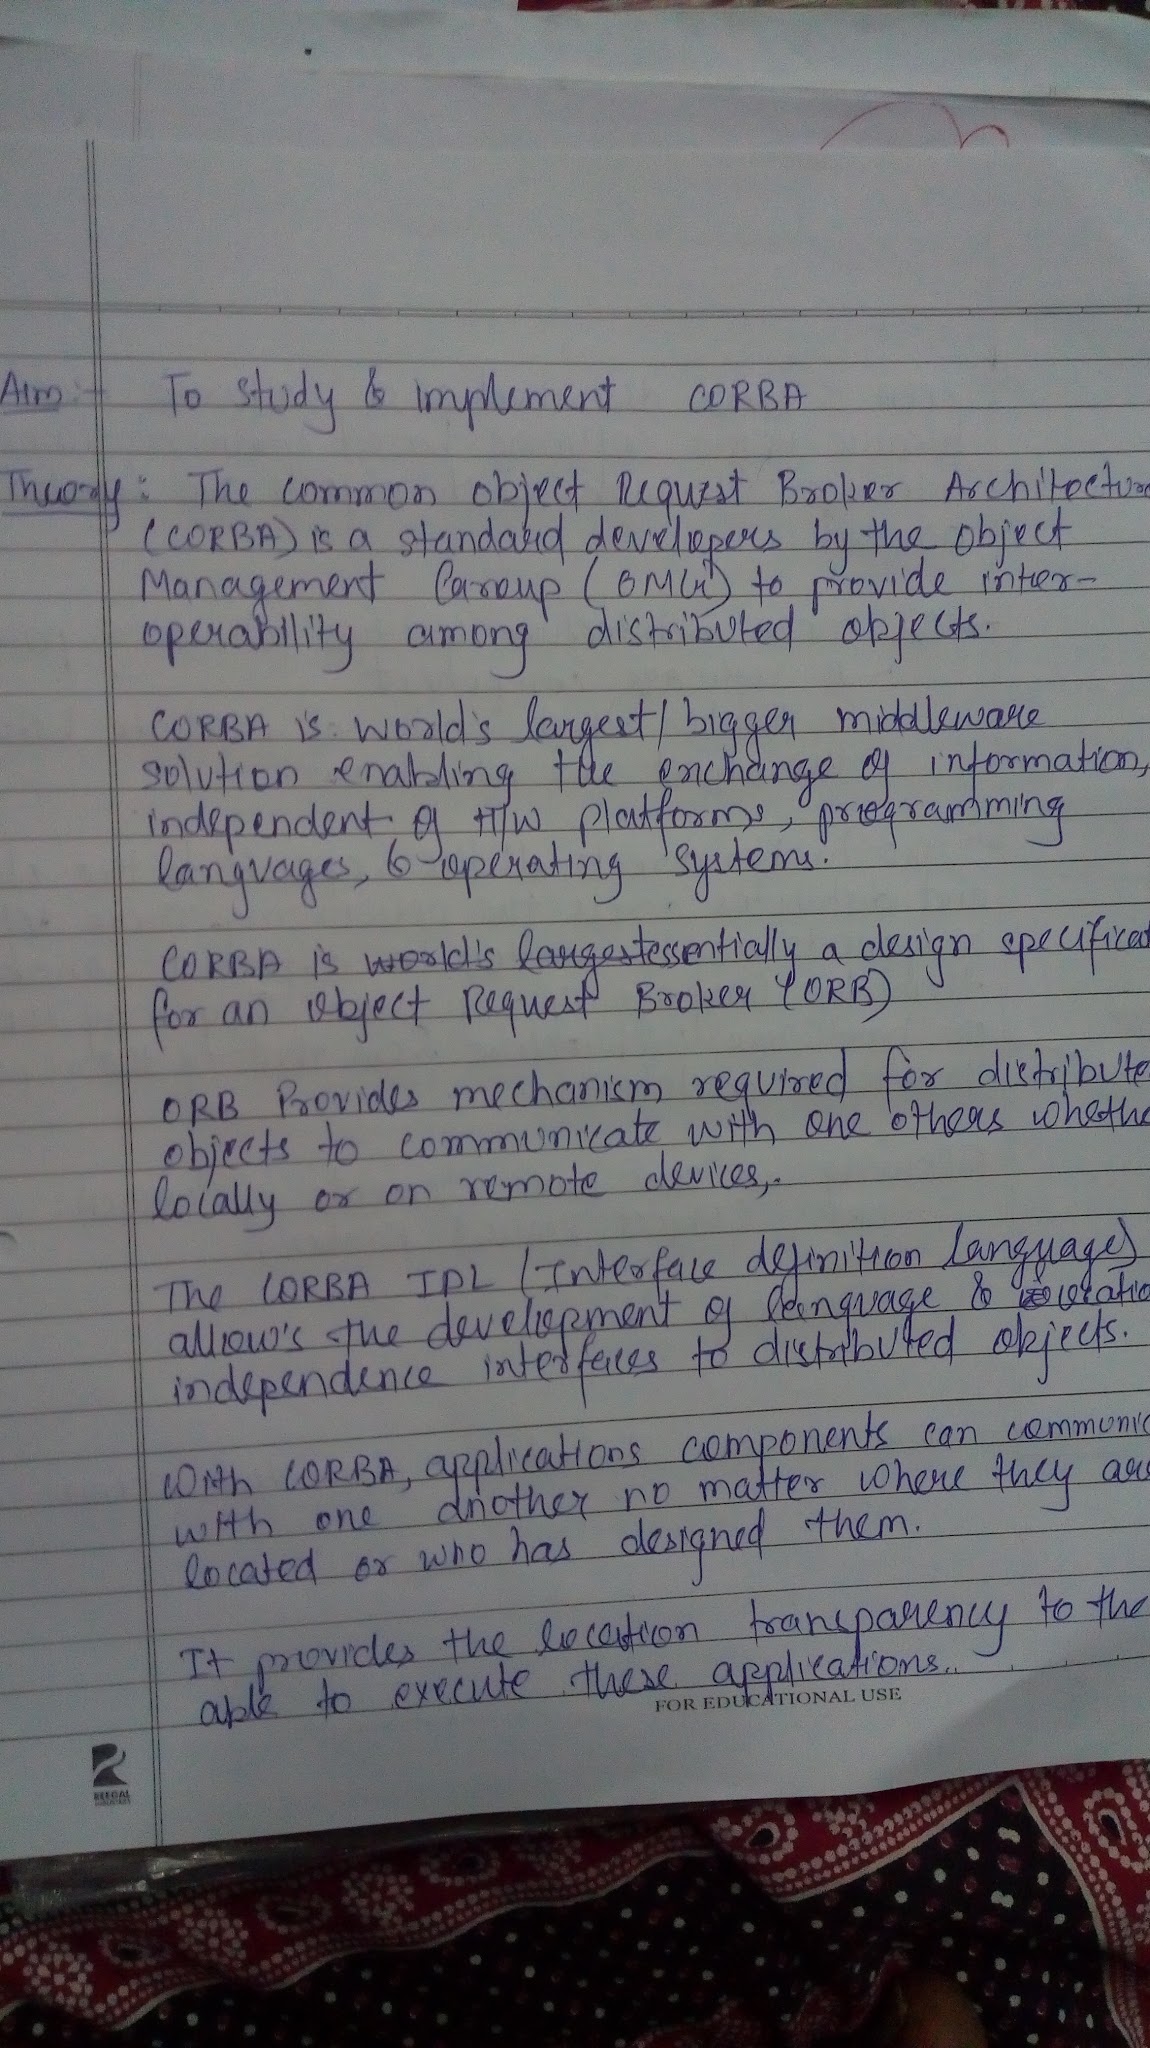 Aim :- To study & implement CORBA
Theory : The common object Request Broker Architectur
(CORBA) is a standard developers by the object
Management Group (OMG) to provide inter-
operability among distributed objects.
CORBA is world's largest/bigger middleware
solution enabling the exchange of information,
independent of H/W platforms, programming
languages, & operating systems.
CORBA is world's largest essentially a design specificat
for an object Request Broker (ORB)
ORB Provides mechanism required for distribute
objects to communicate with one others whethe
locally or on remote devices,.
The CORBA IDL (Interface definition language)
allow's the development of language & locatio
independence interfaces to distributed objects.
With CORBA, applications components can communic
with one another no matter where they are
located or who has designed them.
It provides the location transparency to the
able to execute these applications..
FOR EDUCATIONAL USE
REEGAL